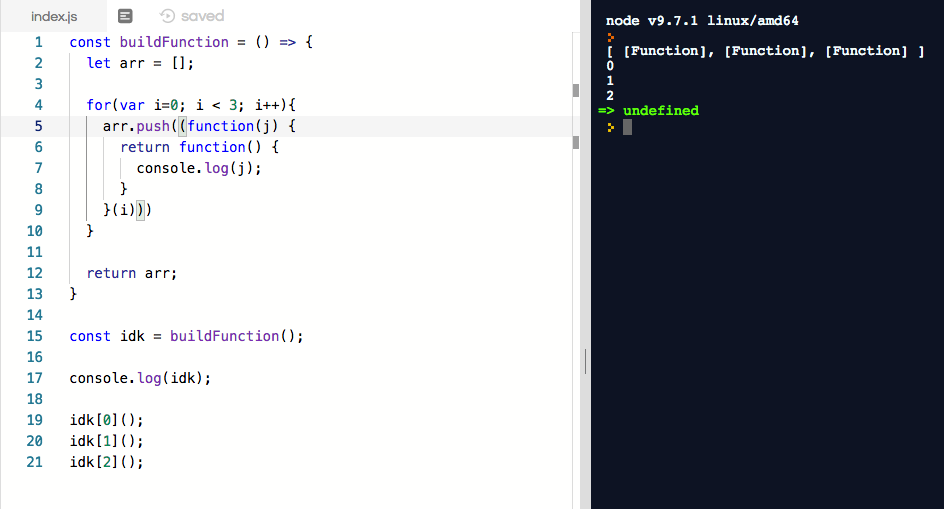 index.js saved
1 const buildFunction = () => {
2 let arr = [];
3
4 for(var i=0; i < 3; i++){
5 arr.push((function(j) {
6 return function() {
7 console.log(j);
8 }
9 }(i)))
10 }
11
12 return arr;
13 }
14
15 const idk = buildFunction();
16
17 console.log(idk);
18
19 idk[0]();
20 idk[1]();
21 idk[2]();
node v9.7.1 linux/amd64
>
[ [Function], [Function], [Function] ]
0
1
2
=> undefined
>